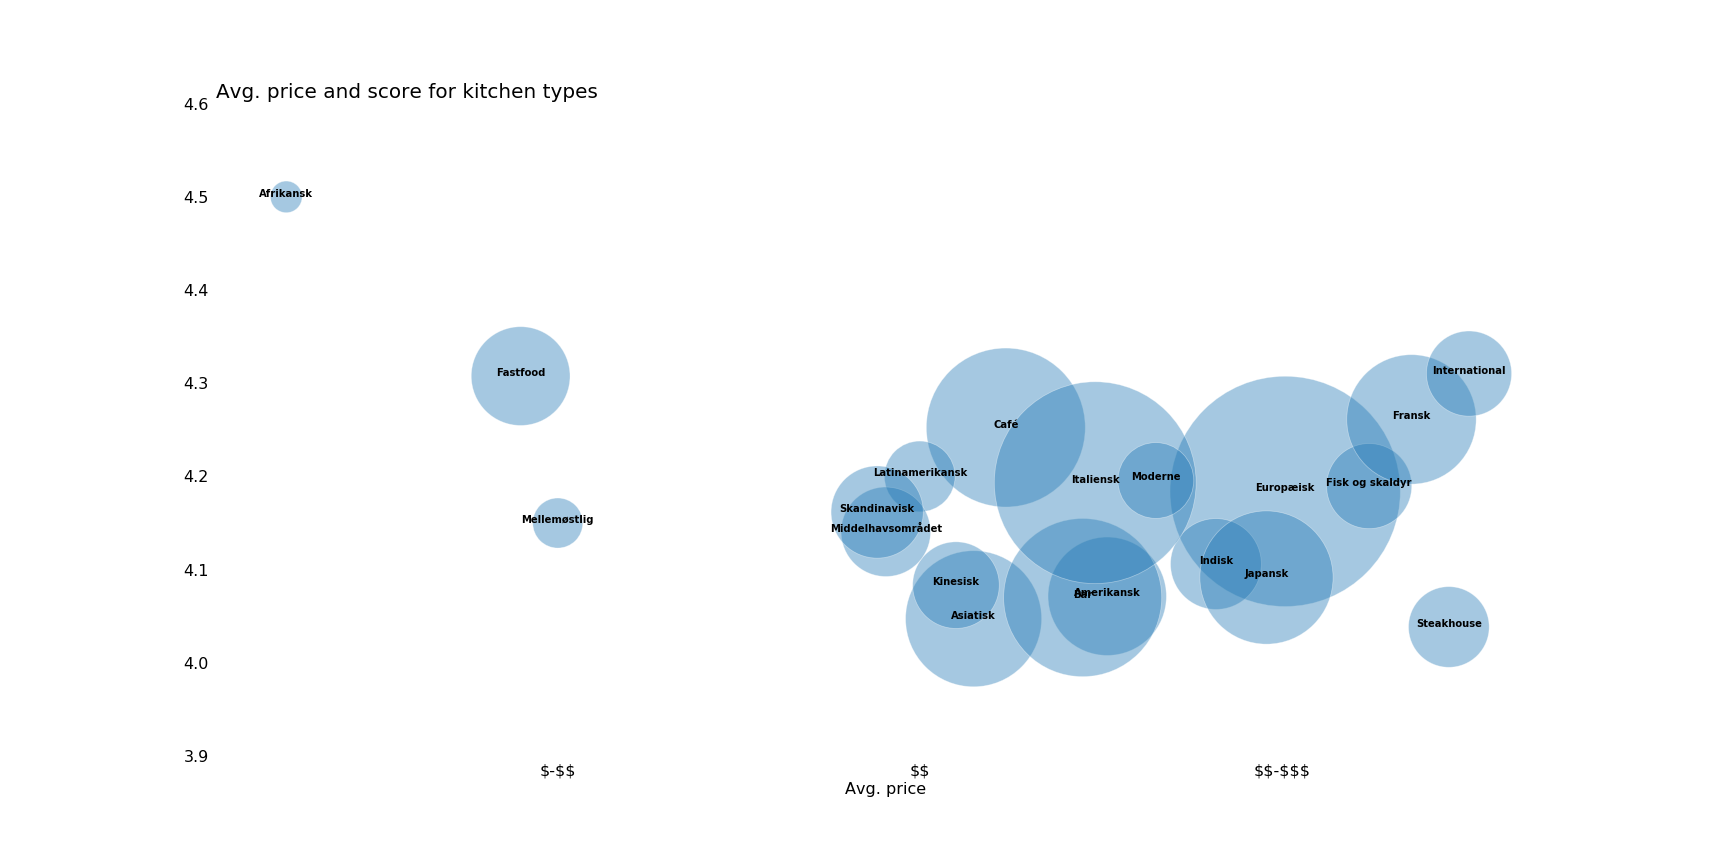 Avg. price and score for kitchen types
4.6
4.5
4.4
4.3
4.2
4.1
4.0
3.9
Afrikansk
Fastfood
International
Fransk
Café
Latinamerikansk
Moderne
Italiensk
Fisk og skaldyr
Europæisk
Skandinavisk
Mellemøstlig
Middelhavsområdet
Indisk
Japansk
Kinesisk
Amerikansk
Bar
Asiatisk
Steakhouse
$-$$
$$
$$-$$$
Avg. price